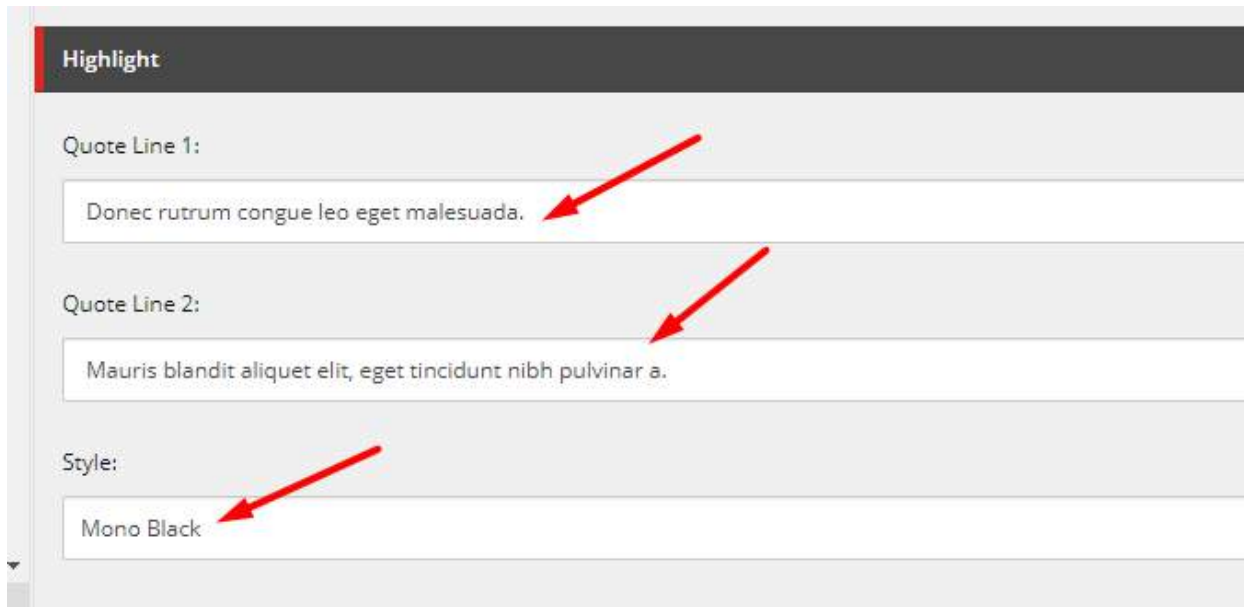 Highlight
Quote Line 1:
Donec rutrum congue leo eget malesuada.
Quote Line 2:
Mauris blandit aliquet elit, eget tincidunt nibh pulvinar a.
Style:
Mono Black